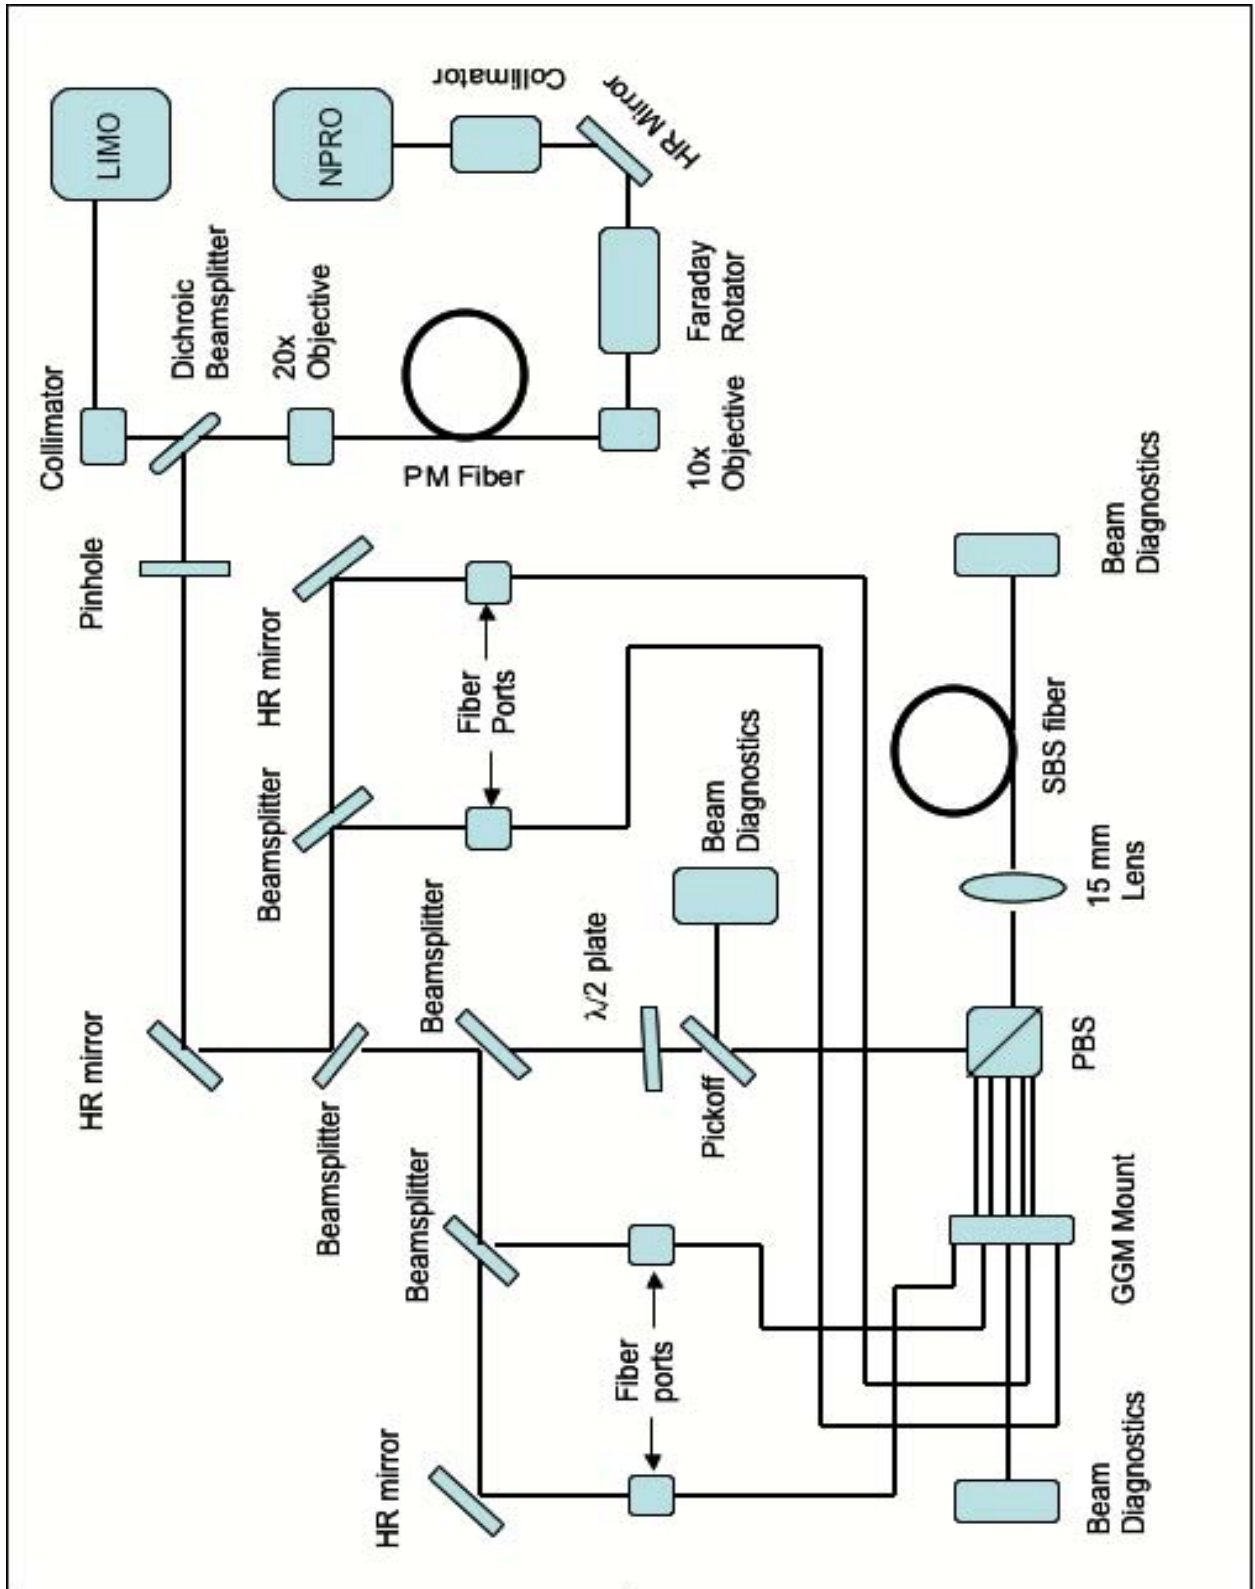 HR mirror
Pinhole
Collimator
LIMO
Dichroic
Beamsplitter
Beamsplitter
HR mirror
20x
Objective
Beamsplitter
NPRO
HR mirror
Beamsplitter
Beamsplitter
Fiber
Ports
PM Fiber
Collimator
Fiber
ports
λ/2 plate
HR Mirror
Pickoff
Beam
Diagnostics
10x
Objective
Faraday
Rotator
Beam
Diagnostics
GGM Mount
PBS
15 mm
Lens
SBS fiber
Beam
Diagnostics